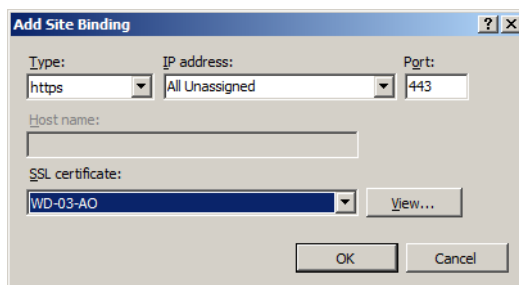 Add Site Binding
Type: IP address: Port:
https All Unassigned 443
Host name:
SSL certificate:
WD-03-AO View...
OK Cancel